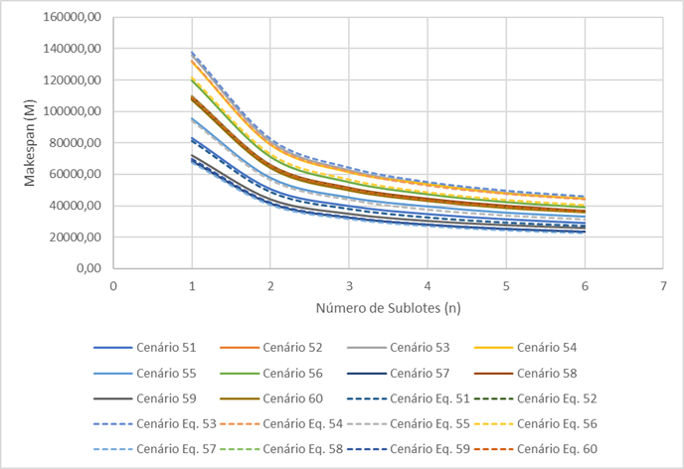 160000,00
140000,00
120000,00
100000,00
80000,00
60000,00
40000,00
20000,00
0,00
Makespan (M)
0 1 2 3 4 5 6 7
Número de Sublotes (n)
Cenário 51 Cenário 52 Cenário 53 Cenário 54
Cenário 55 Cenário 56 Cenário 57 Cenário 58
Cenário 59 Cenário 60 Cenário Eq. 51 Cenário Eq. 52
Cenário Eq. 53 Cenário Eq. 54 Cenário Eq. 55 Cenário Eq. 56
Cenário Eq. 57 Cenário Eq. 58 Cenário Eq. 59 Cenário Eq. 60